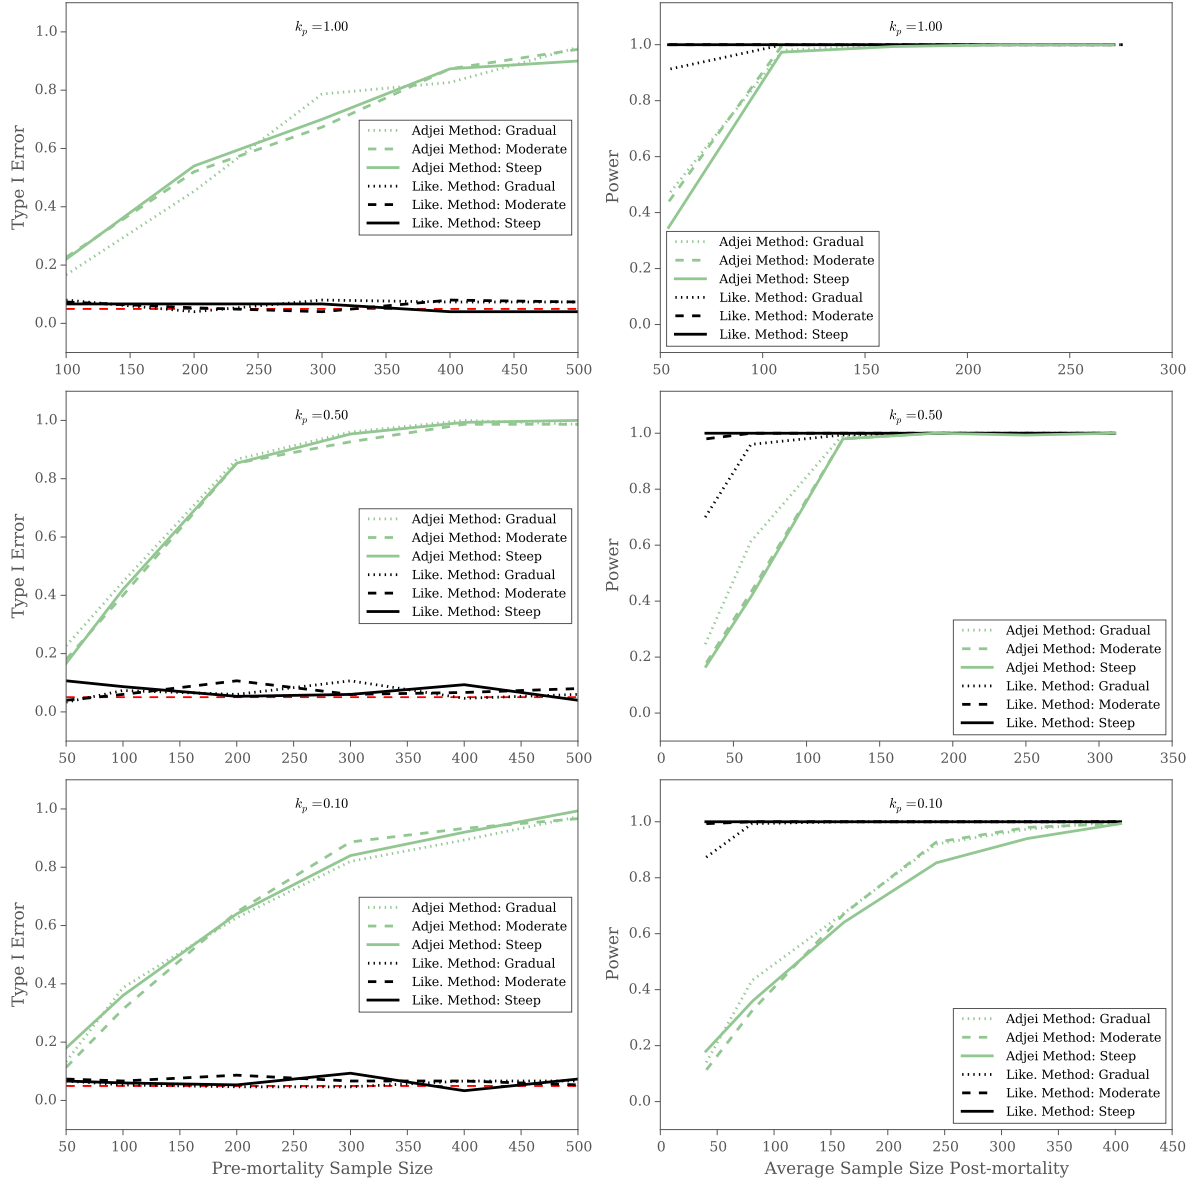 k_p = 1.00
1.0
0.8
0.6
0.4
0.2
0.0
Type I Error
Adjei Method: Gradual
Adjei Method: Moderate
Adjei Method: Steep
Like. Method: Gradual
Like. Method: Moderate
Like. Method: Steep
100 150 200 250 300 350 400 450 500
k_p = 1.00
1.0
0.8
0.6
0.4
0.2
0.0
Power
Adjei Method: Gradual
Adjei Method: Moderate
Adjei Method: Steep
Like. Method: Gradual
Like. Method: Moderate
Like. Method: Steep
50 100 150 200 250 300
k_p = 0.50
1.0
0.8
0.6
0.4
0.2
0.0
Type I Error
Adjei Method: Gradual
Adjei Method: Moderate
Adjei Method: Steep
Like. Method: Gradual
Like. Method: Moderate
Like. Method: Steep
50 100 150 200 250 300 350 400 450 500
k_p = 0.50
1.0
0.8
0.6
0.4
0.2
0.0
Power
Adjei Method: Gradual
Adjei Method: Moderate
Adjei Method: Steep
Like. Method: Gradual
Like. Method: Moderate
Like. Method: Steep
0 50 100 150 200 250 300 350
k_p = 0.10
1.0
0.8
0.6
0.4
0.2
0.0
Type I Error
Adjei Method: Gradual
Adjei Method: Moderate
Adjei Method: Steep
Like. Method: Gradual
Like. Method: Moderate
Like. Method: Steep
50 100 150 200 250 300 350 400 450 500
Pre-mortality Sample Size
k_p = 0.10
1.0
0.8
0.6
0.4
0.2
0.0
Power
Adjei Method: Gradual
Adjei Method: Moderate
Adjei Method: Steep
Like. Method: Gradual
Like. Method: Moderate
Like. Method: Steep
0 50 100 150 200 250 300 350 400 450
Average Sample Size Post-mortality